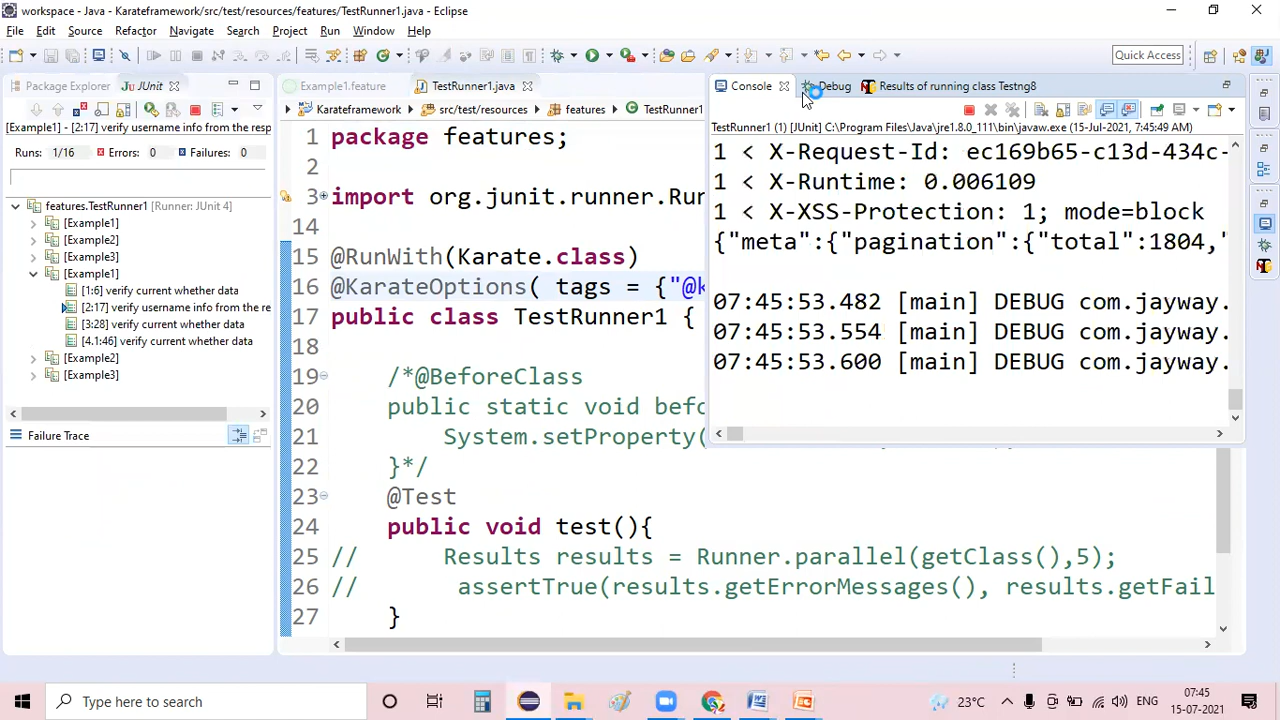 workspace - Java - Karateframework/src/test/resources/features/TestRunner1.java - Eclipse
File Edit Source Refactor Navigate Search Project Run Window Help
Quick Access
Package Explorer JUnit
[Example1] - [2:17] verify username info from the resp
Runs: 1/16 Errors: 0 Failures: 0
features.TestRunner1 [Runner: JUnit 4]
[Example1]
[Example2]
[Example3]
[Example1]
[1:6] verify current whether data
[2:17] verify username info from the re
[3:28] verify current whether data
[4.1:46] verify current whether data
[Example2]
[Example3]
Failure Trace
Example1.feature TestRunner1.java
Karateframework src/test/resources features TestRunner1
1 package features;
2
3 import org.junit.runner.Run
14
15 @RunWith(Karate.class)
16 @KarateOptions( tags = {"@k
17 public class TestRunner1 {
18
19 /*@BeforeClass
20 public static void befo
21 System.setProperty(
22 }*/
23 @Test
24 public void test(){
25 // Results results = Runner.parallel(getClass(),5);
26 // assertTrue(results.getErrorMessages(), results.getFail
27 }
Console Debug Results of running class Testng8
TestRunner1 (1) [JUnit] C:\Program Files\Java\jre1.8.0_111\bin\javaw.exe (15-Jul-2021, 7:45:49 AM)
1 < X-Request-Id: ec169b65-c13d-434c-
1 < X-Runtime: 0.006109
1 < X-XSS-Protection: 1; mode=block
{"meta":{"pagination":{"total":1804,"
07:45:53.482 [main] DEBUG com.jayway.
07:45:53.554 [main] DEBUG com.jayway.
07:45:53.600 [main] DEBUG com.jayway.
Type here to search
23°C
ENG
07:45
15-07-2021